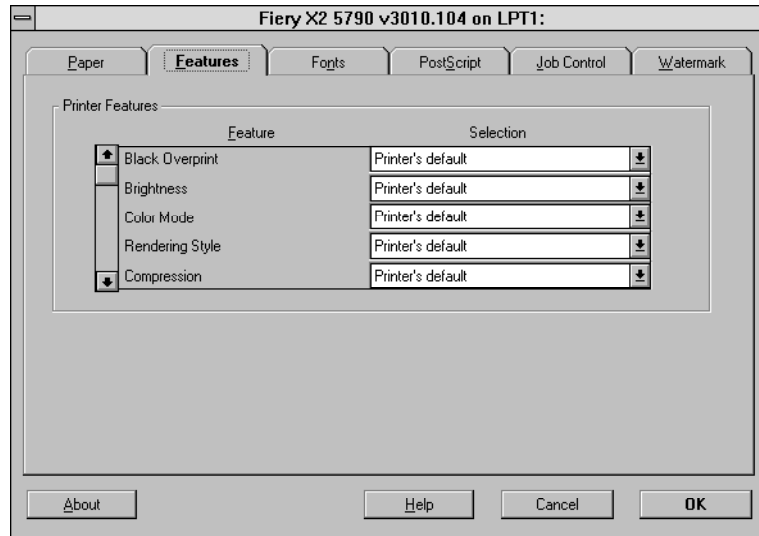 Fiery X2 5790 v3010.104 on LPT1:
Paper Features Fonts PostScript Job Control Watermark
Printer Features
Feature Selection
Black Overprint Printer's default
Brightness Printer's default
Color Mode Printer's default
Rendering Style Printer's default
Compression Printer's default
About Help Cancel OK